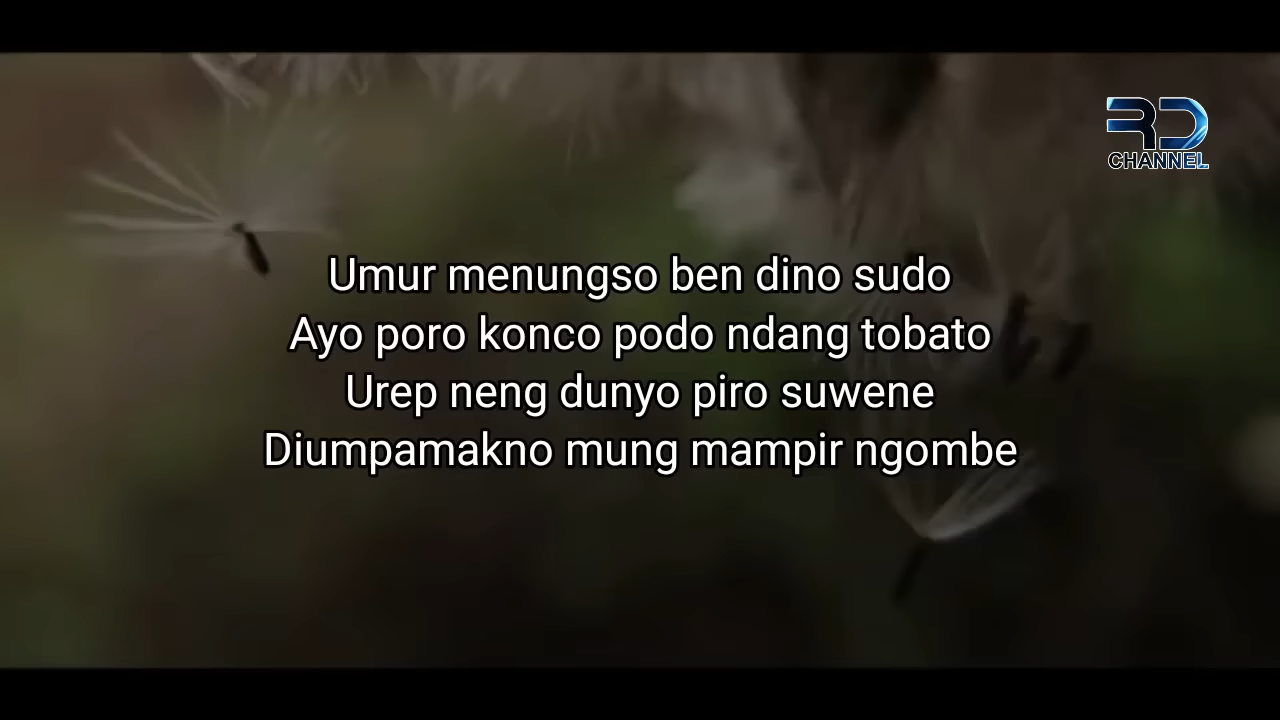 RD
CHANNEL
Umur menungso ben dino sudo
Ayo poro konco podo ndang tobato
Urep neng dunyo piro suwene
Diumpamakno mung mampir ngombe